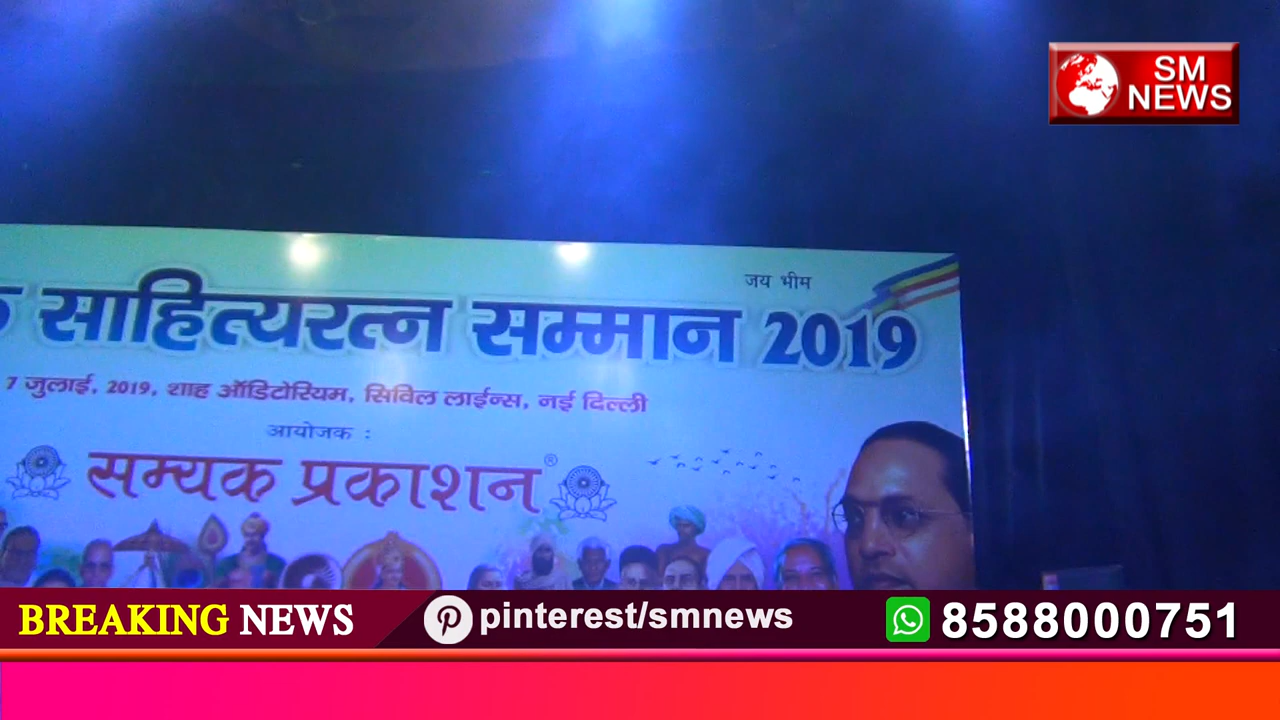 SM
NEWS
जय भीम
साहित्यरत्न सम्मान 2019
7 जुलाई, 2019, शाह ऑडिटोरियम, सिविल लाईन्स, नई दिल्ली
आयोजक :
सम्यक प्रकाशन®
BREAKING NEWS pinterest/smnews 8588000751